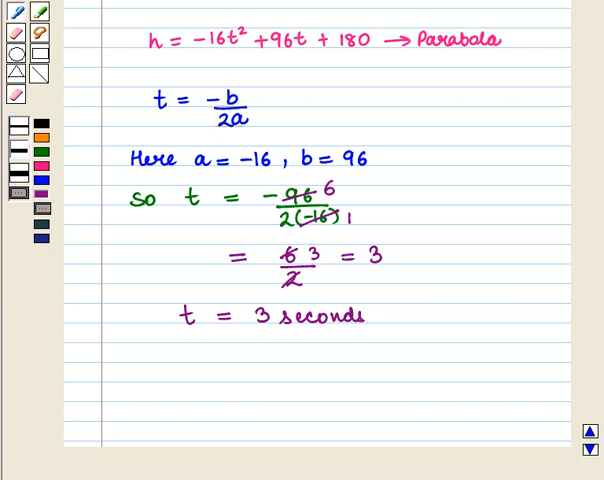 h = -16t² + 96t + 180 → Parabola
t = -b/2a
Here a = -16, b = 96
So t = -96/2(-16) 6 1
= 6/2 3 = 3
t = 3 seconds